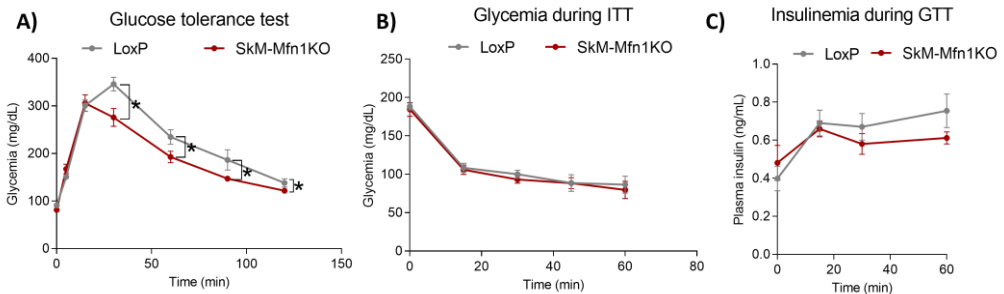 A) Glucose tolerance test
LoxP SkM-Mfn1KO
Glycemia (mg/dL)
400
300
200
100
0
* * * *
0 50 100 150
Time (min)
B) Glycemia during ITT
LoxP SkM-Mfn1KO
Glycemia (mg/dL)
250
200
150
100
50
0
0 20 40 60 80
Time (min)
C) Insulinemia during GTT
LoxP
SkM-Mfn1KO
Plasma insulin (ng/mL)
1.0
0.8
0.6
0.4
0.2
0.0
0 20 40 60
Time (min)